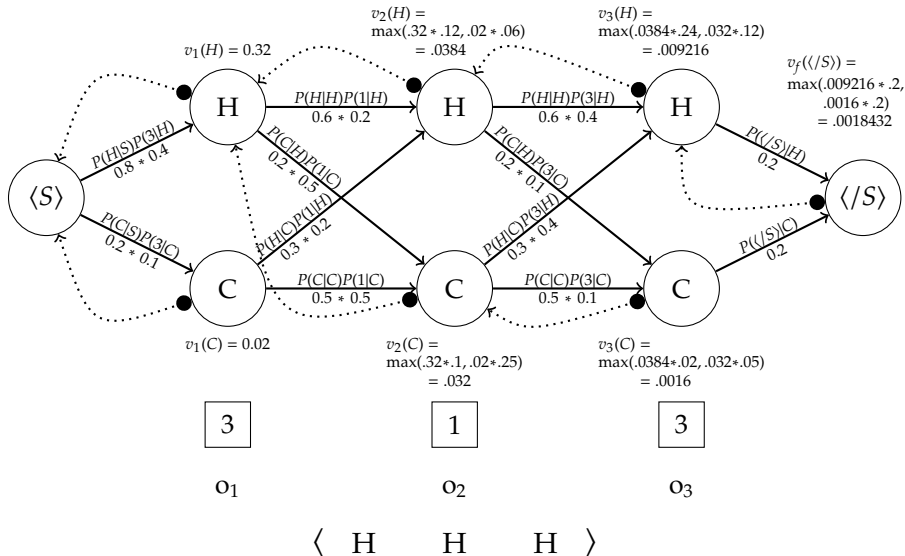 v₂(H) =
max(.32∗.12, .02∗.06)
= .0384
v₃(H) =
max(.0384∗.24, .032∗.12)
= .009216
v₁(H) = 0.32
v_f(⟨/S⟩) =
max(.009216∗.2,
.0016∗.2)
= .0018432
H
P(H|H)P(1|H)
0.6 ∗ 0.2
H
P(H|H)P(3|H)
0.6 ∗ 0.4
H
P(H|S)P(3|H)
0.8 ∗ 0.4
P(C|H)P(1|C)
0.2 ∗ 0.5
P(C|H)P(3|C)
0.2 ∗ 0.1
P(⟨/S⟩|H)
0.2
⟨S⟩
⟨/S⟩
P(C|S)P(3|C)
0.2 ∗ 0.1
P(H|C)P(1|H)
0.3 ∗ 0.2
P(H|C)P(3|H)
0.3 ∗ 0.4
P(⟨/S⟩|C)
0.2
C
P(C|C)P(1|C)
0.5 ∗ 0.5
C
P(C|C)P(3|C)
0.5 ∗ 0.1
C
v₁(C) = 0.02
v₂(C) =
max(.32∗.1, .02∗.25)
= .032
v₃(C) =
max(.0384∗.02, .032∗.05)
= .0016
3 1 3
o₁ o₂ o₃
⟨ H H H ⟩